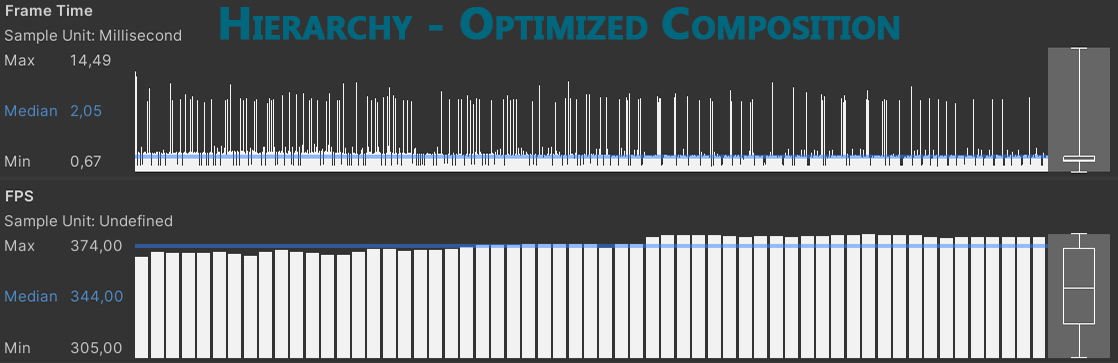 Frame Time
Hierarchy - Optimized Composition
Sample Unit: Millisecond
Max 14,49
Median 2,05
Min 0,67
FPS
Sample Unit: Undefined
Max 374,00
Median 344,00
Min 305,00